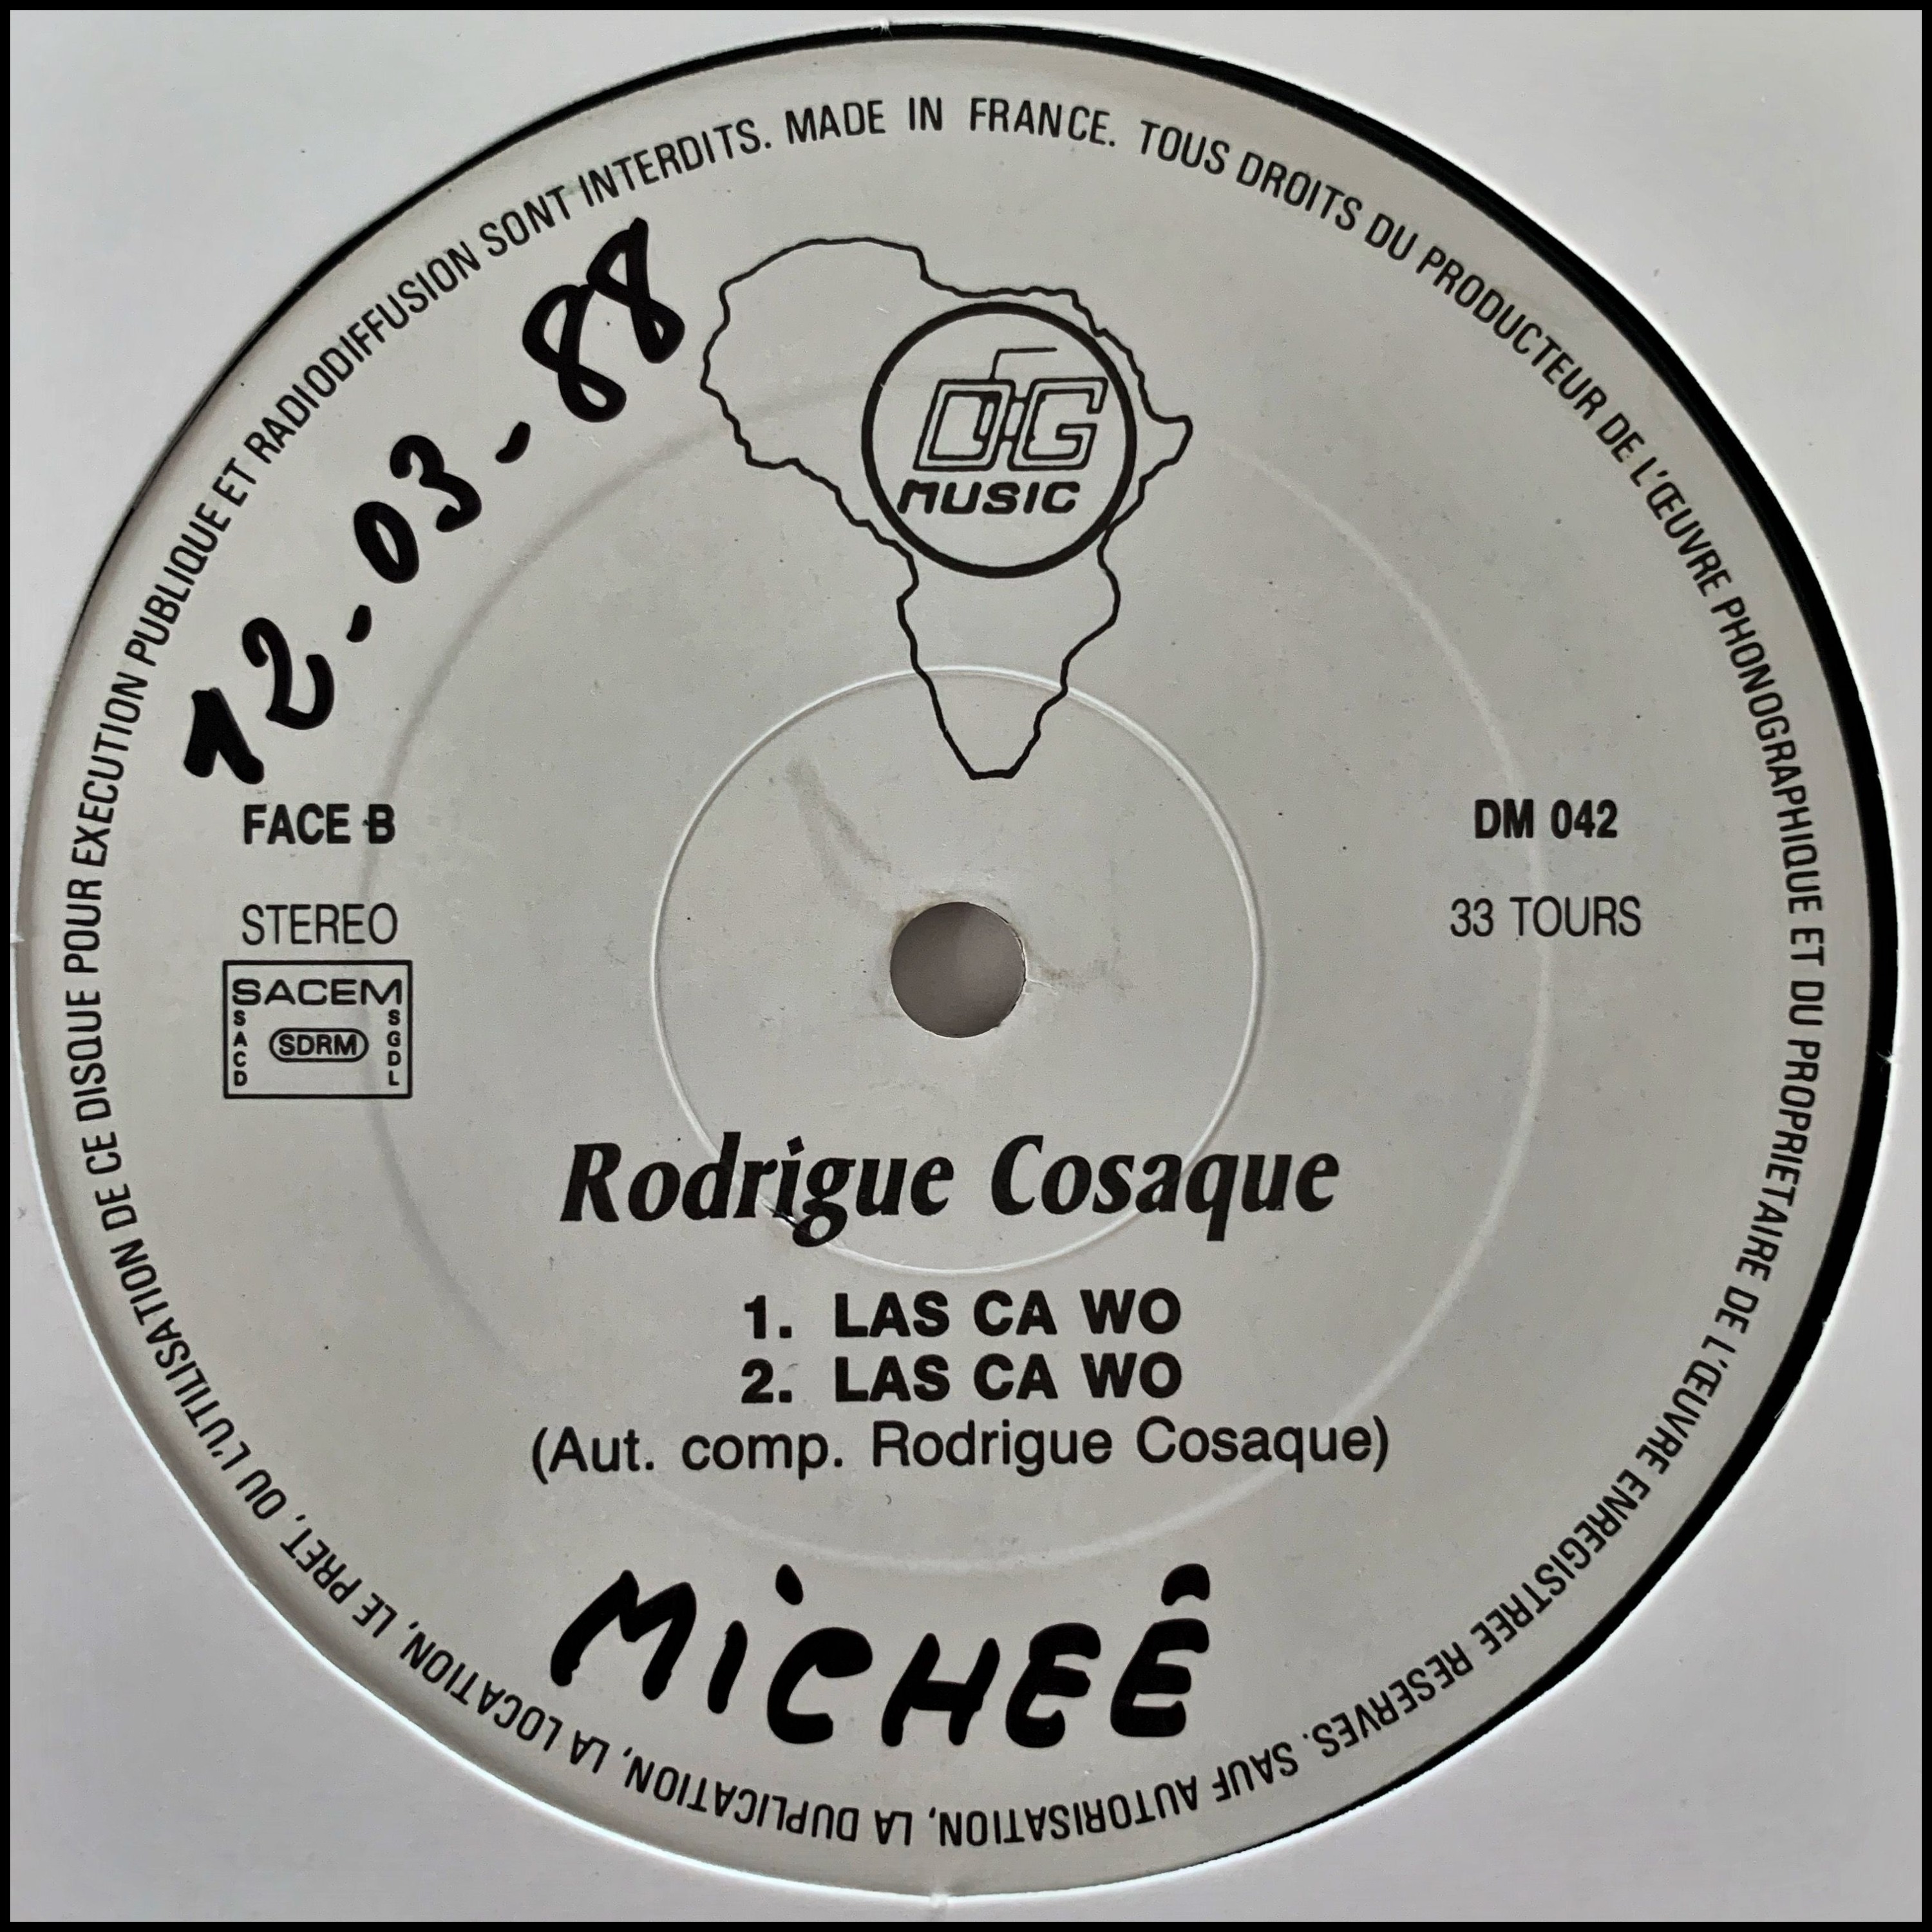 TOUS DROITS DU PRODUCTEUR DE L'ŒUVRE PHONOGRAPHIQUE ET DU PROPRIETAIRE DE L'ŒUVRE ENREGISTREE RESERVES. SAUF AUTORISATION, LA DUPLICATION, LA LOCATION, LE PRET, OU L'UTILISATION DE CE DISQUE POUR EXECUTION PUBLIQUE ET RADIODIFFUSION SONT INTERDITS. MADE IN FRANCE.
12-03-88
DG
MUSIC
FACE B
STEREO
SACEM
SACD
SDRM
SGDL
DM 042
33 TOURS
Rodrigue Cosaque
1. LAS CA WO
2. LAS CA WO
(Aut. comp. Rodrigue Cosaque)
MiCHEÊ